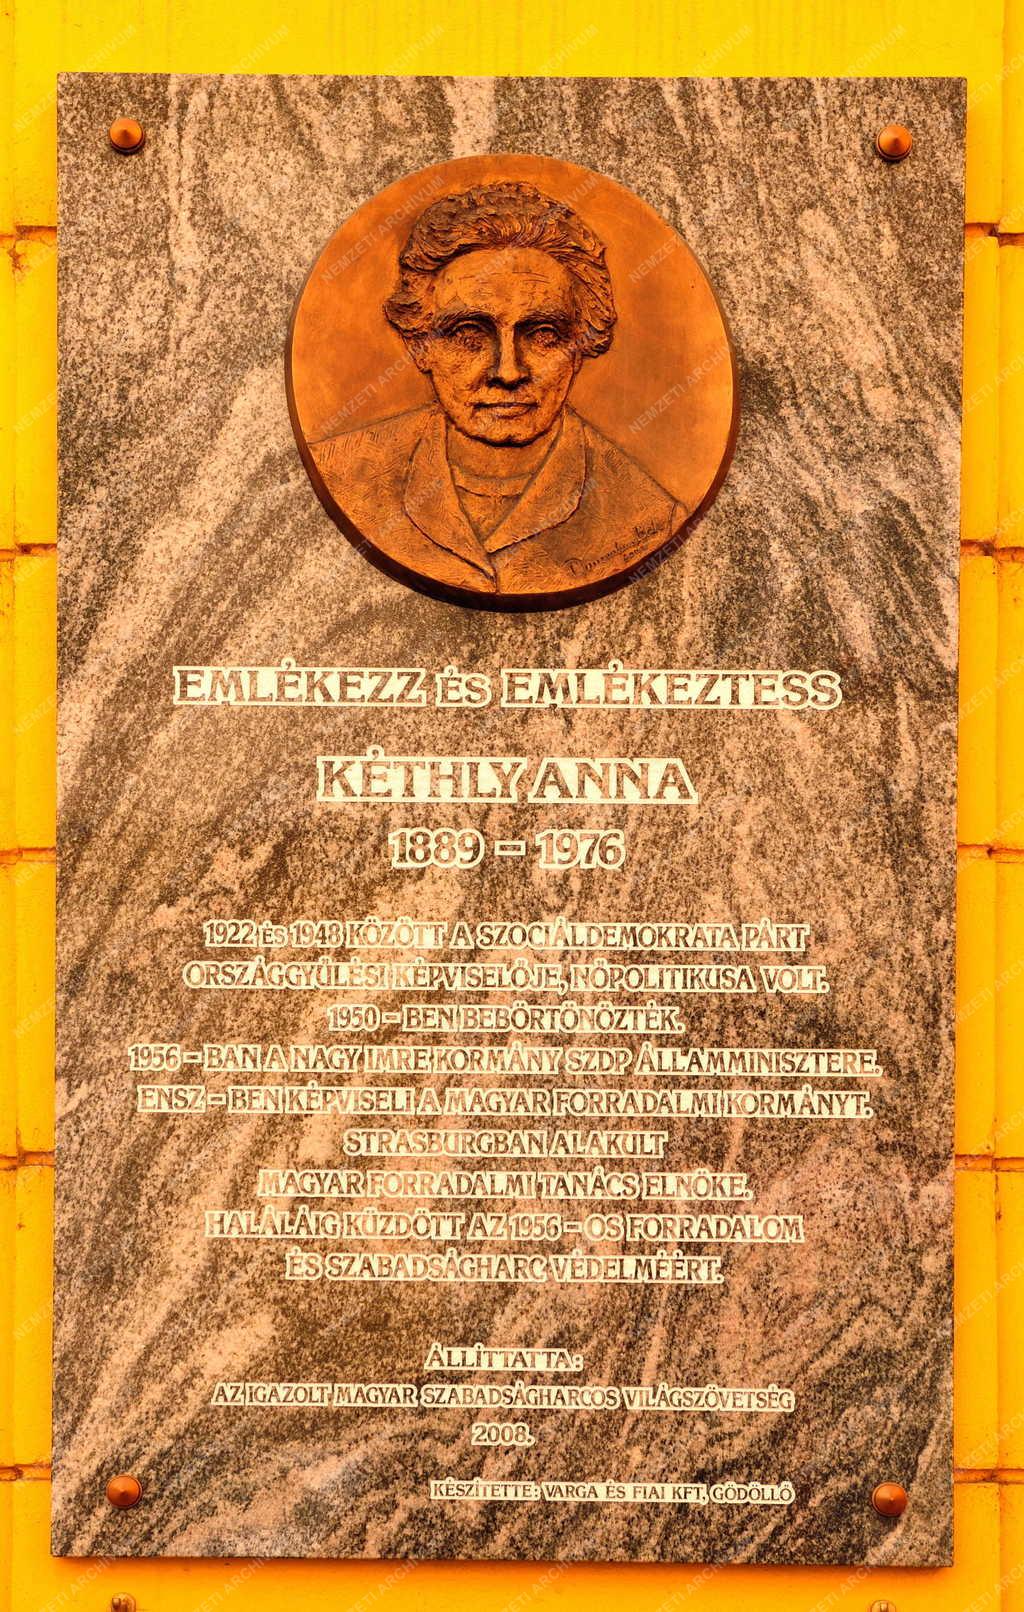 EMLÉKEZZ ÉS EMLÉKEZTESS
KÉTHLY ANNA
1889 – 1976
1922 ÉS 1948 KÖZÖTT A SZOCIÁLDEMOKRATA PÁRT
ORSZÁGGYŰLÉSI KÉPVISELŐJE, NŐPOLITIKUSA VOLT.
1950 – BEN BEBÖRTÖNÖZTÉK.
1956 – BAN A NAGY IMRE KORMÁNY SZDP ÁLLAMMINISZTERE.
ENSZ – BEN KÉPVISELI A MAGYAR FORRADALMI KORMÁNYT.
STRASBURGBAN ALAKULT
MAGYAR FORRADALMI TANÁCS ELNÖKE.
HALÁLÁIG KÜZDÖTT AZ 1956 – OS FORRADALOM
ÉS SZABADSÁGHARC VÉDELMÉÉRT.
ÁLLÍTTATTA:
AZ IGAZOLT MAGYAR SZABADSÁGHARCOS VILÁGSZÖVETSÉG
2008.
KÉSZÍTETTE: VARGA ÉS FIAI KFT, GÖDÖLLŐ
NEMZETI ARCHIVUM